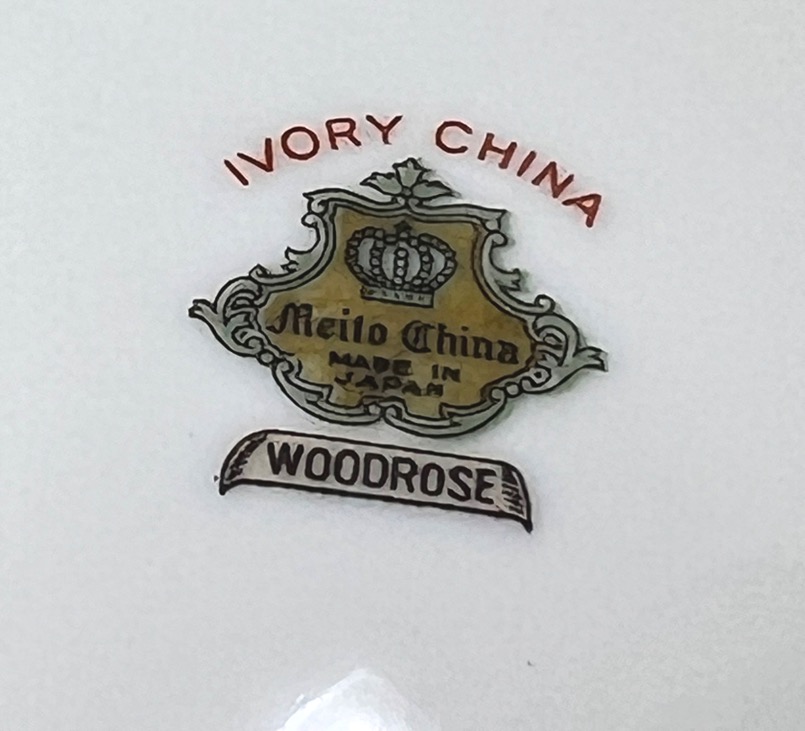 IVORY CHINA
Meito China
MADE IN
JAPAN
WOODROSE